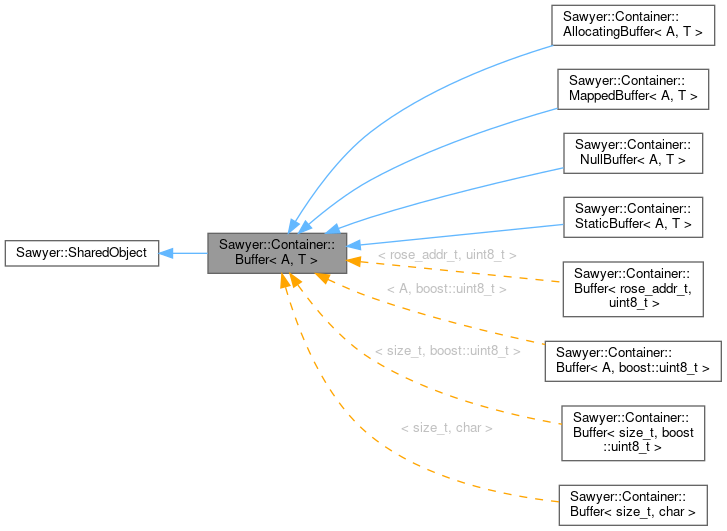 Sawyer::Container::
AllocatingBuffer< A, T >
Sawyer::Container::
MappedBuffer< A, T >
Sawyer::Container::
NullBuffer< A, T >
Sawyer::Container::
StaticBuffer< A, T >
Sawyer::SharedObject
Sawyer::Container::
Buffer< A, T >
< rose_addr_t, uint8_t >
Sawyer::Container::
Buffer< rose_addr_t,
uint8_t >
< A, boost::uint8_t >
Sawyer::Container::
Buffer< A, boost::uint8_t >
< size_t, boost::uint8_t >
Sawyer::Container::
Buffer< size_t, boost
::uint8_t >
< size_t, char >
Sawyer::Container::
Buffer< size_t, char >